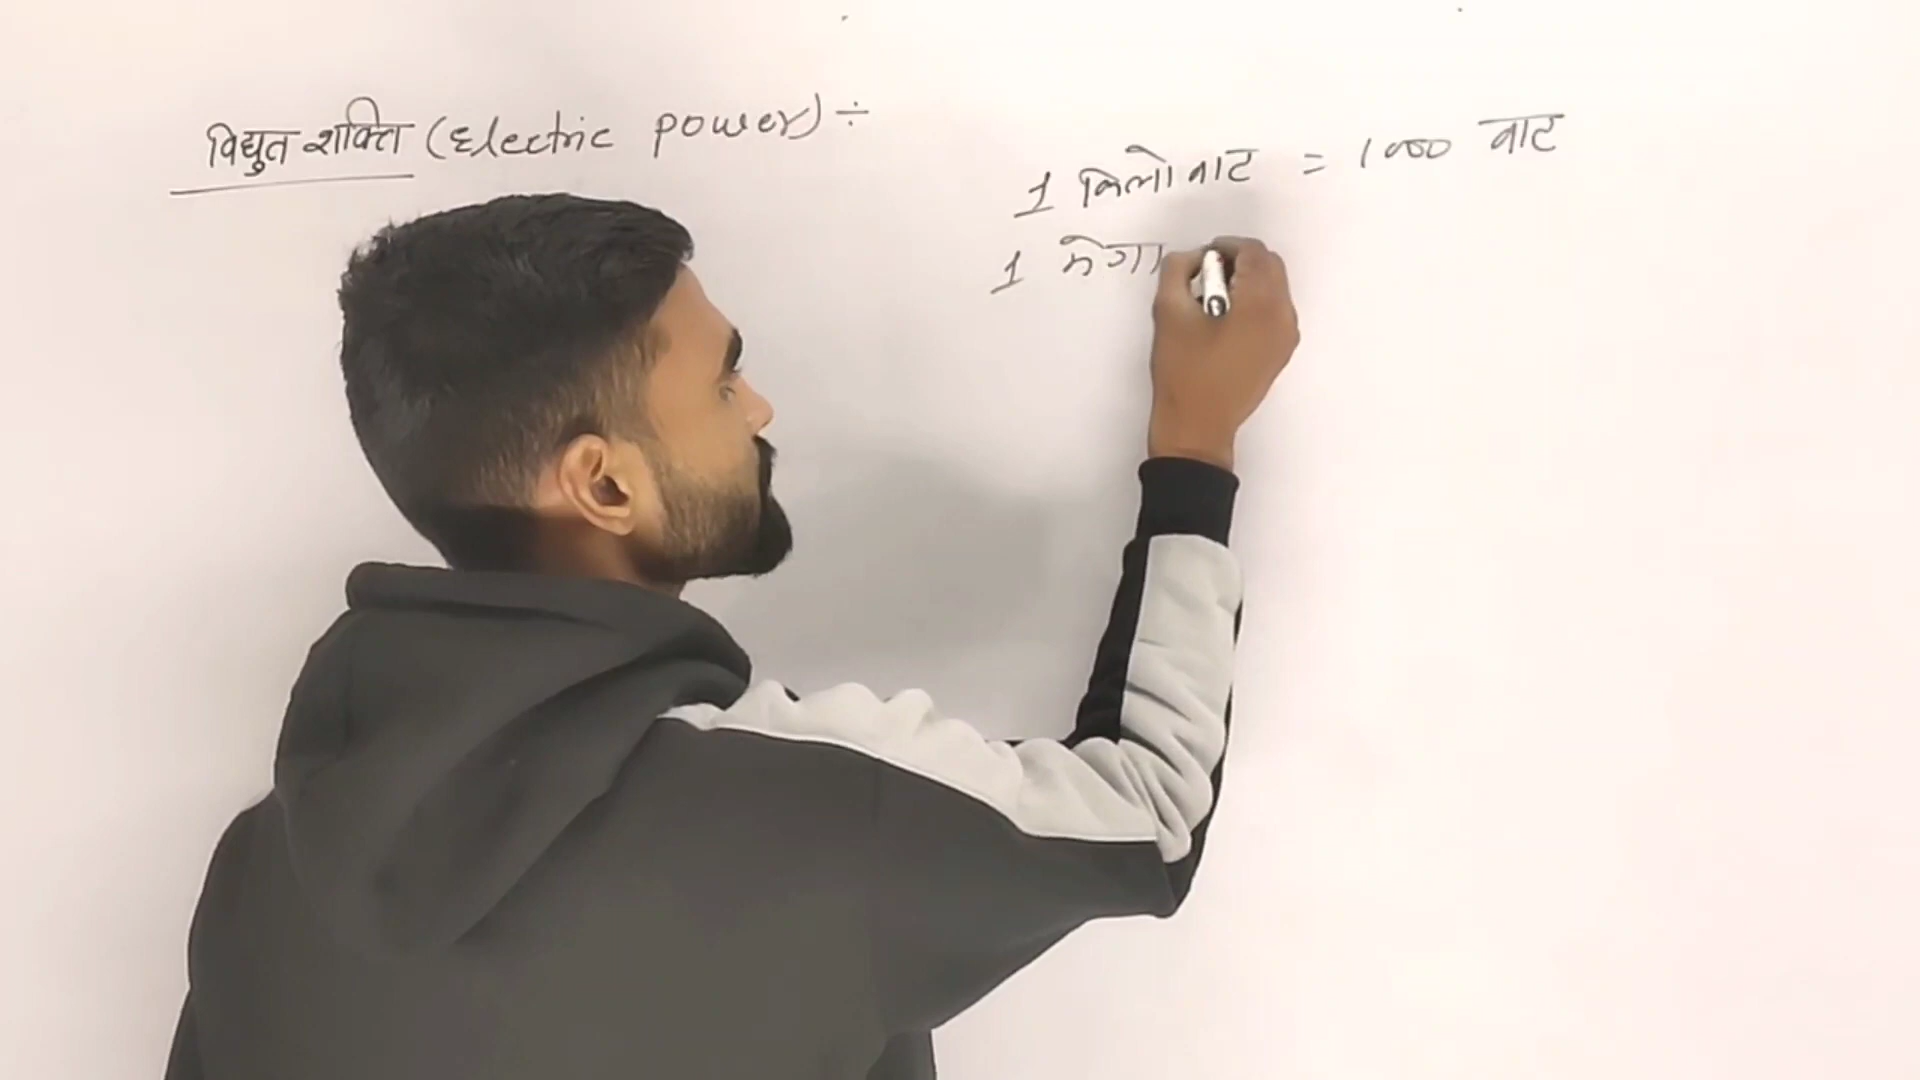 विद्युत शक्ति (Electric power) ÷
1 किलोवाट = 1000 वाट
1 मेगा